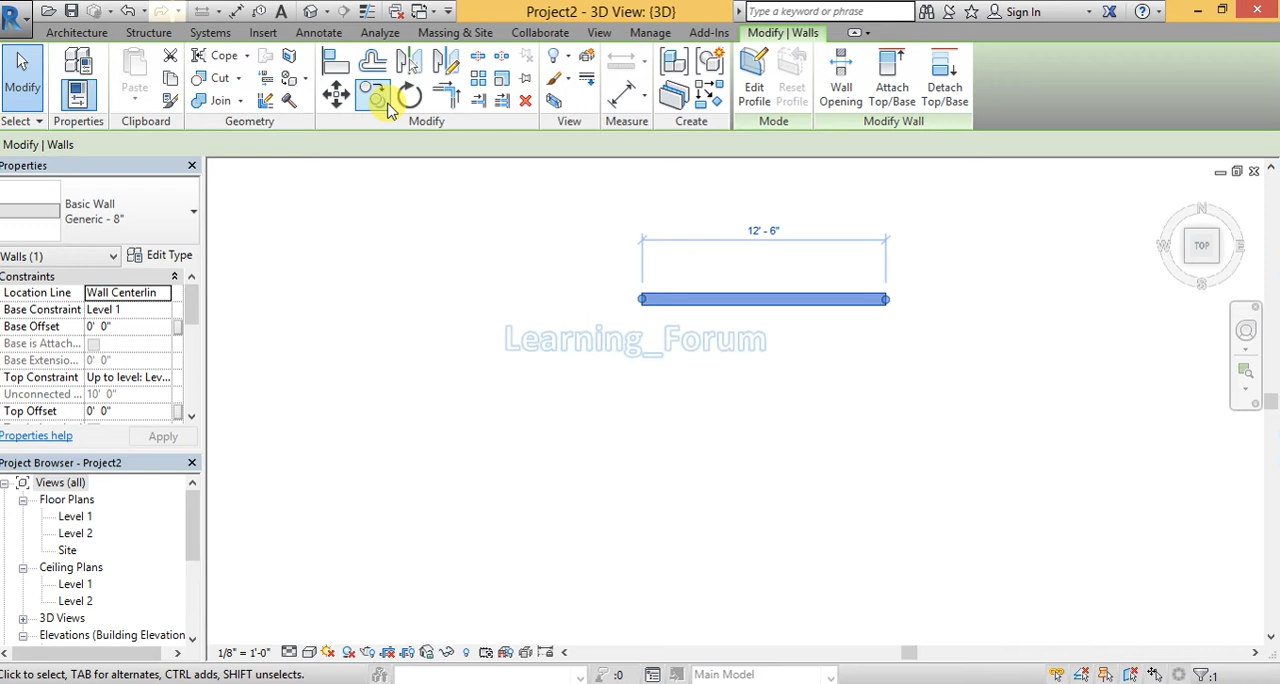 Project2 - 3D View: {3D}
Type a keyword or phrase
Sign In
Architecture Structure Systems Insert Annotate Analyze Massing & Site Collaborate View Manage Add-Ins Modify | Walls
Modify
Paste
Cope
Cut
Join
Edit Profile
Reset Profile
Wall Opening
Attach Top/Base
Detach Top/Base
Select Properties Clipboard Geometry Modify View Measure Create Mode Modify Wall
Modify | Walls
Properties
Basic Wall
Generic - 8"
Walls (1)
Edit Type
Constraints
Location Line Wall Centerlin
Base Constraint Level 1
Base Offset 0' 0"
Base is Attach...
Base Extensio... 0' 0"
Top Constraint Up to level: Lev...
Unconnected ... 10' 0"
Top Offset 0' 0"
Properties help
Apply
Project Browser - Project2
Views (all)
Floor Plans
Level 1
Level 2
Site
Ceiling Plans
Level 1
Level 2
3D Views
Elevations (Building Elevation
12' - 6"
Learning_Forum
N
W
TOP
E
S
1/8" = 1'-0"
Click to select, TAB for alternates, CTRL adds, SHIFT unselects.
:0
Main Model
:1